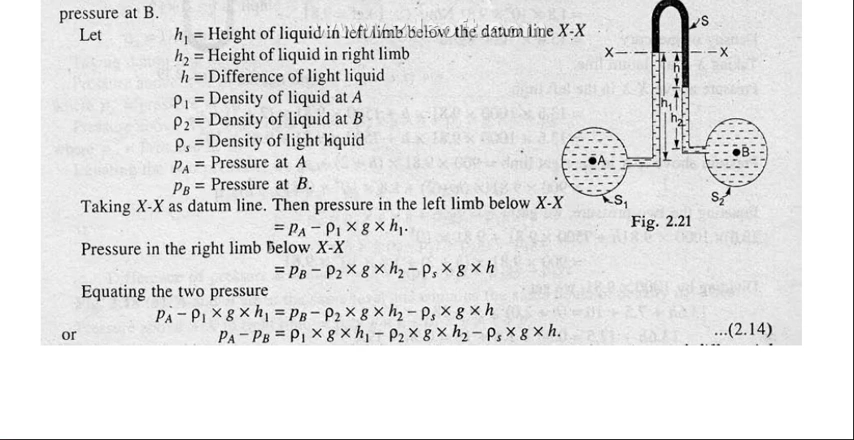 pressure at B.
Let h₁ = Height of liquid in left limb below the datum line X-X
h₂ = Height of liquid in right limb
h = Difference of light liquid
ρ₁ = Density of liquid at A
ρ₂ = Density of liquid at B
ρₛ = Density of light liquid
p_A = Pressure at A
p_B = Pressure at B.
Taking X-X as datum line. Then pressure in the left limb below X-X
= p_A – ρ₁ × g × h₁.
Pressure in the right limb below X-X
= p_B – ρ₂ × g × h₂ – ρₛ × g × h
Equating the two pressure
p_A – ρ₁ × g × h₁ = p_B – ρ₂ × g × h₂ – ρₛ × g × h
or p_A – p_B = ρ₁ × g × h₁ – ρ₂ × g × h₂ – ρₛ × g × h. ...(2.14)
S
X X
h
h₁
h₂
A
B
S₁
S₂
Fig. 2.21